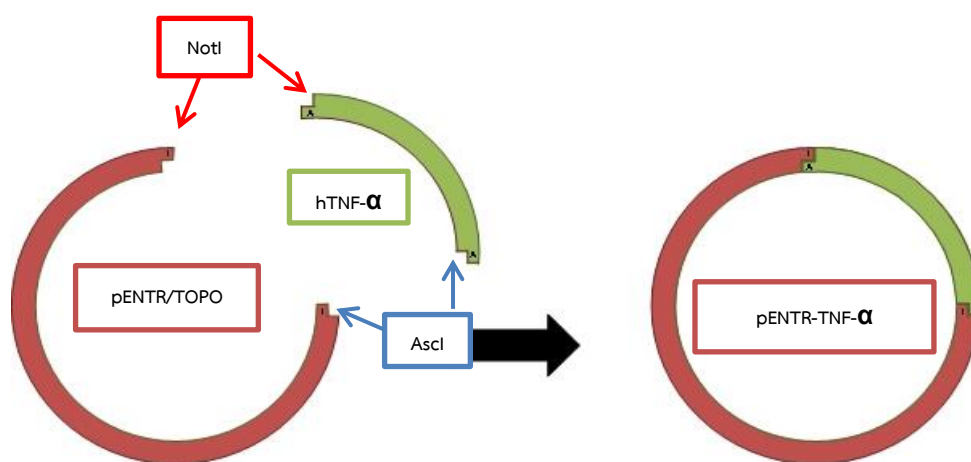 NotI
A
I
hTNF-α
A
pENTR/TOPO
I
AscI
I
A
pENTR-TNF-α
I